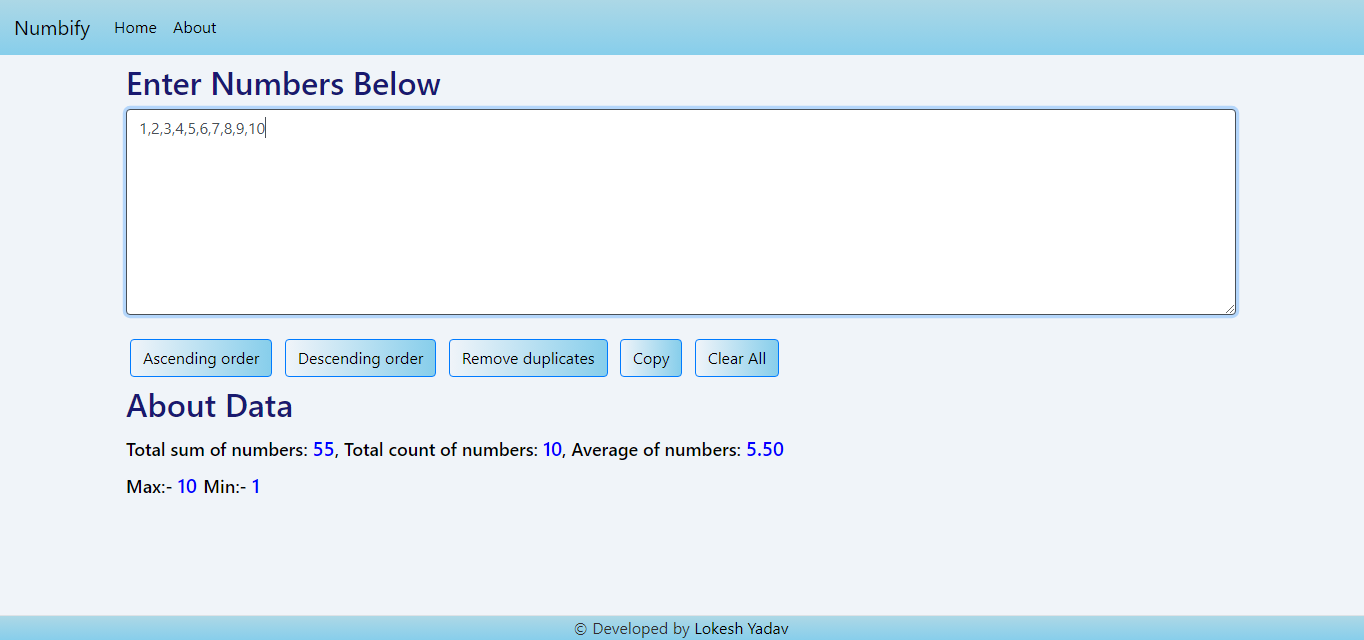 Numbify Home About
Enter Numbers Below
1,2,3,4,5,6,7,8,9,10
Ascending order Descending order Remove duplicates Copy Clear All
About Data
Total sum of numbers: 55, Total count of numbers: 10, Average of numbers: 5.50
Max:- 10 Min:- 1
© Developed by Lokesh Yadav